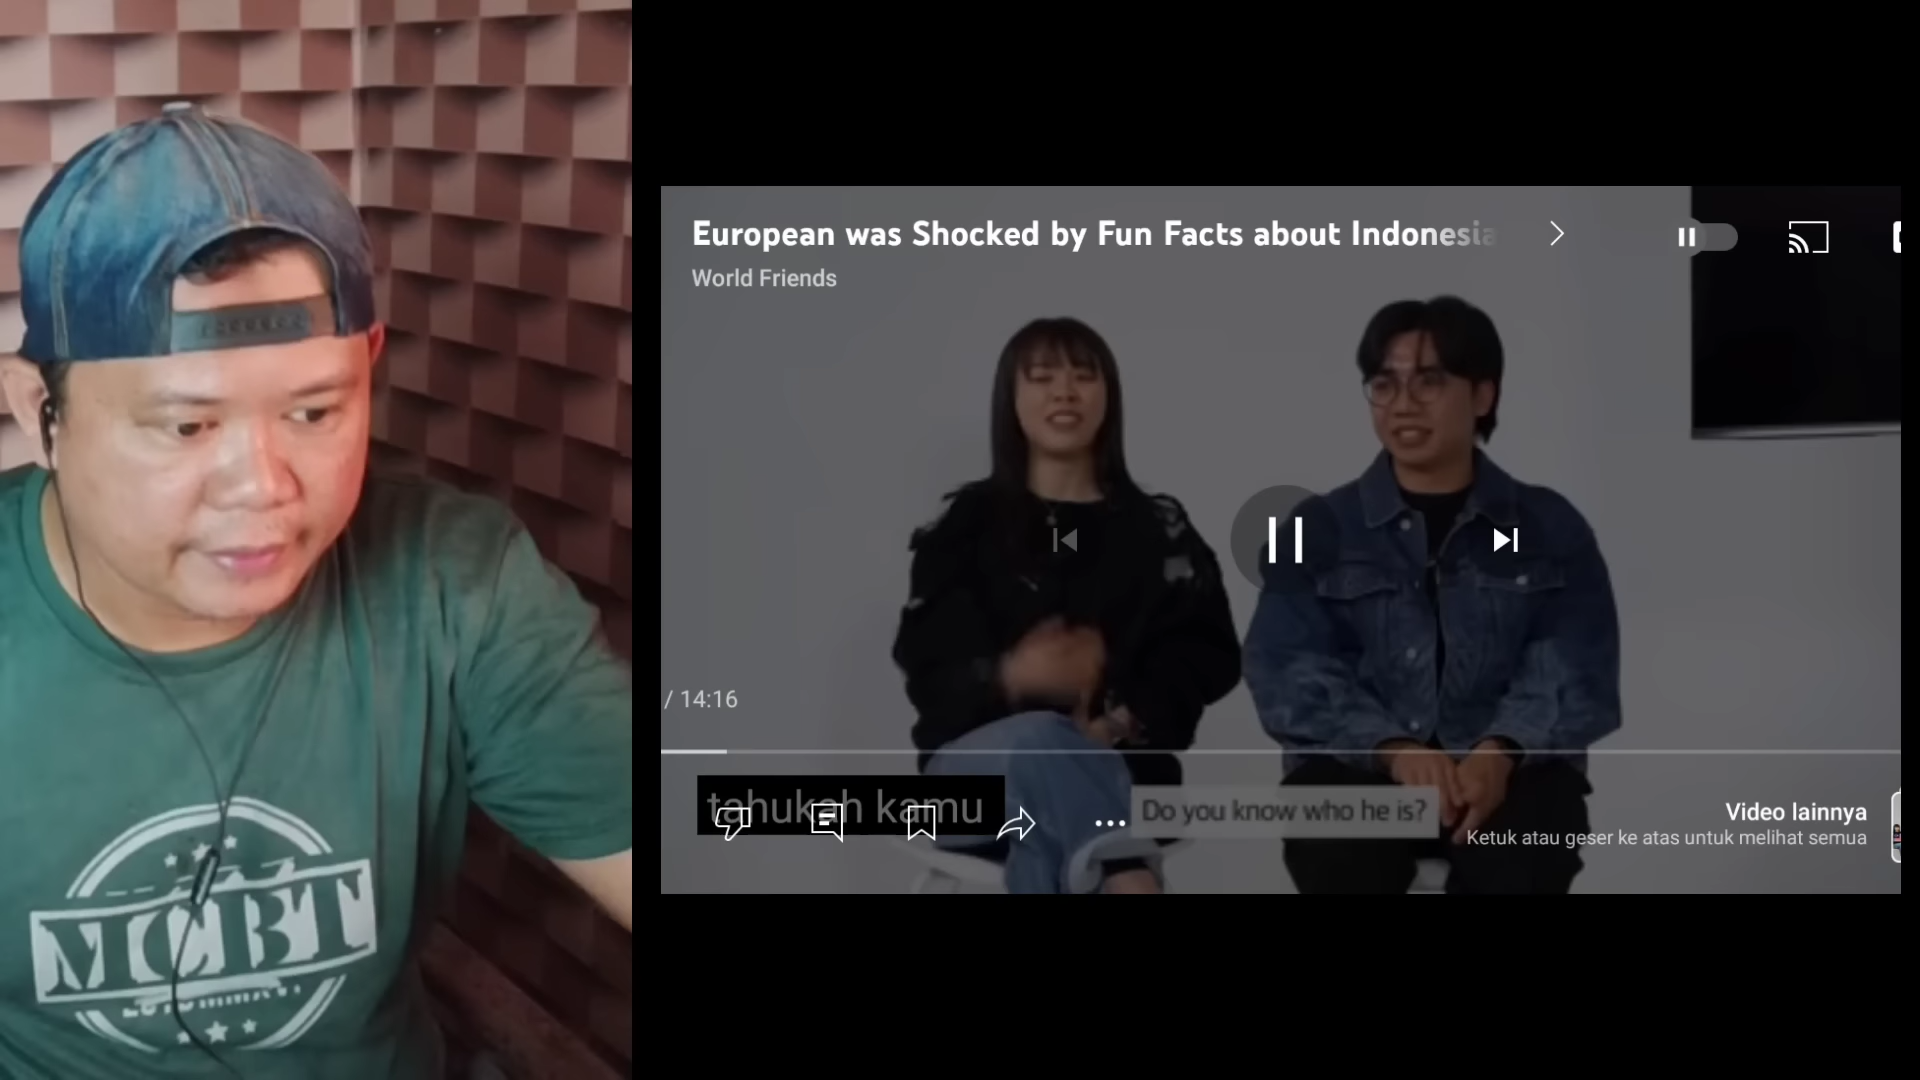 European was Shocked by Fun Facts about Indonesia
World Friends
/ 14:16
tahukah kamu
Do you know who he is?
Video lainnya
Ketuk atau geser ke atas untuk melihat semua
MCBT